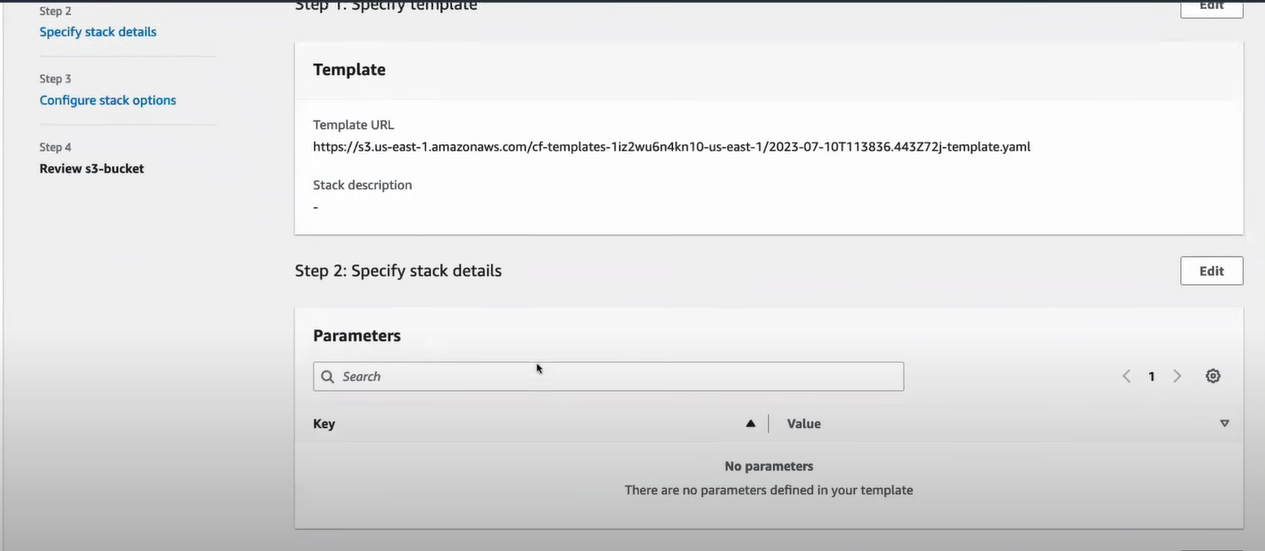 Step 2
Specify stack details
Step 3
Configure stack options
Step 4
Review s3-bucket
Step 1: Specify template
Edit
Template
Template URL
https://s3.us-east-1.amazonaws.com/cf-templates-1iz2wu6n4kn10-us-east-1/2023-07-10T113836.443Z72j-template.yaml
Stack description
-
Step 2: Specify stack details
Edit
Parameters
Search
1
Key
Value
No parameters
There are no parameters defined in your template